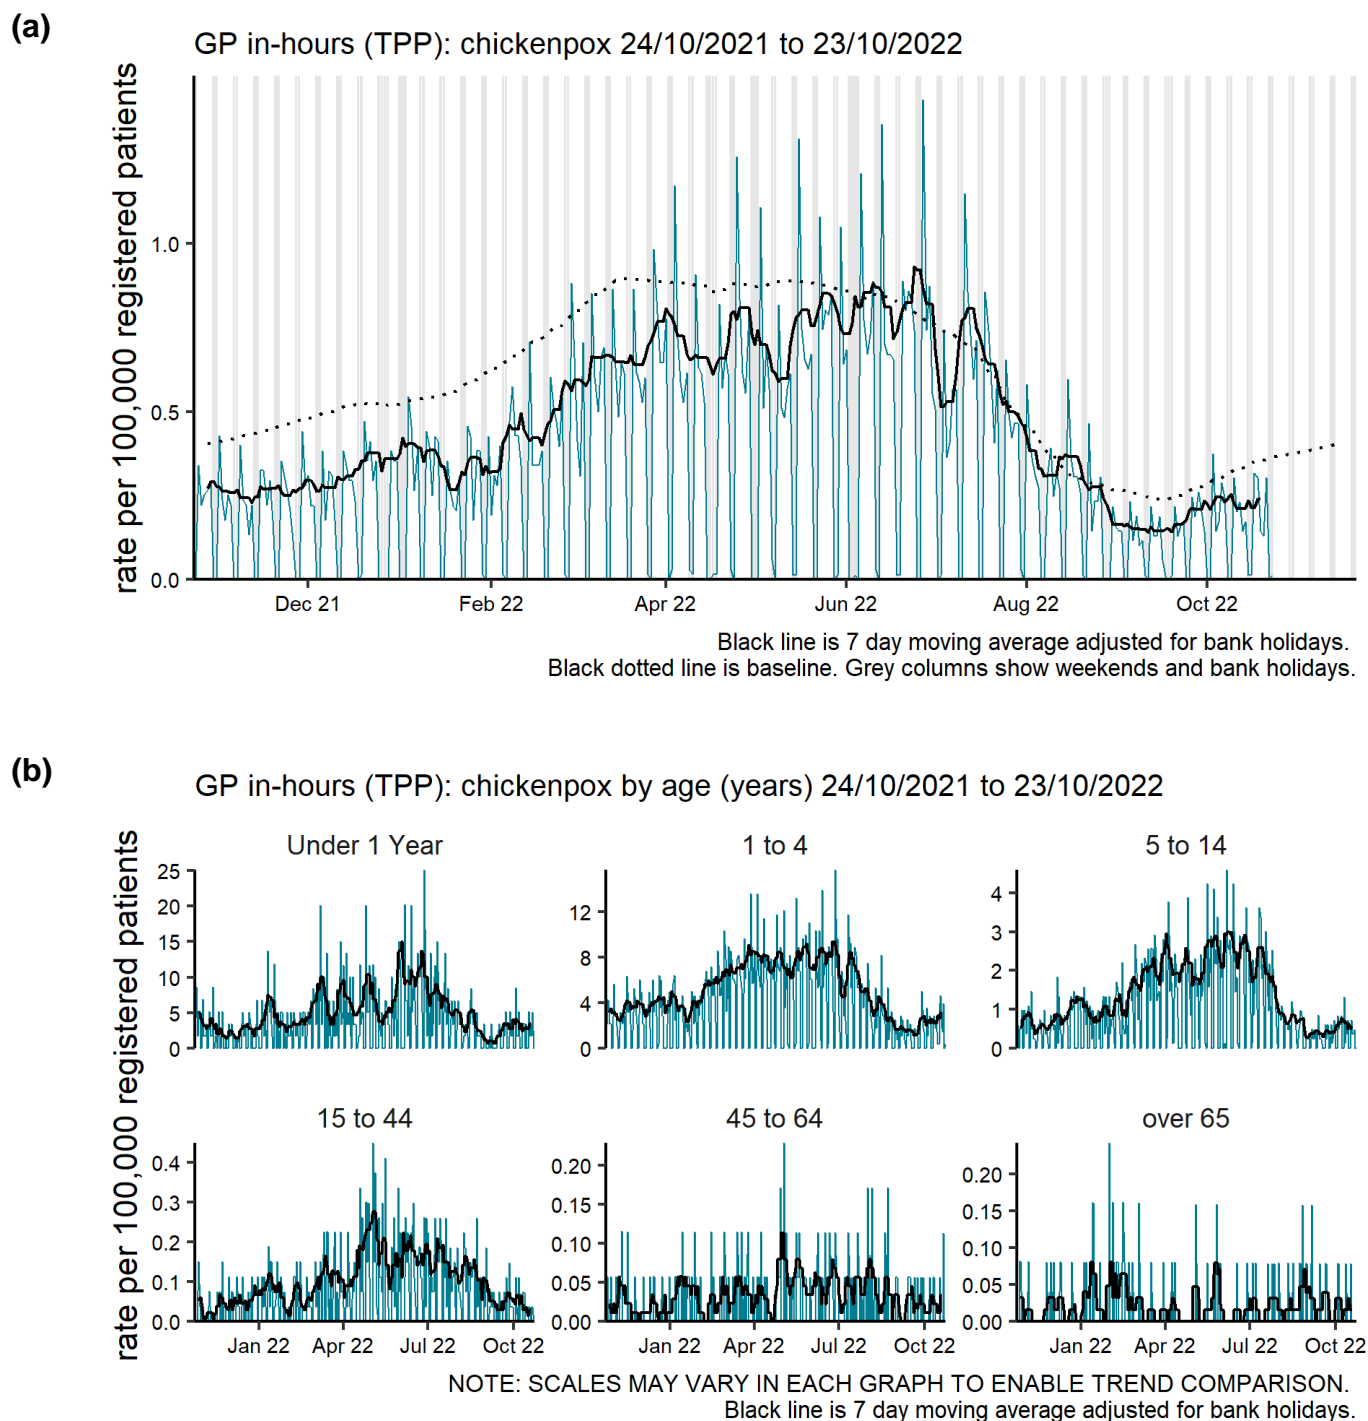 (a)
GP in-hours (TPP): chickenpox 24/10/2021 to 23/10/2022
rate per 100,000 registered patients
1.0
0.5
0.0
Dec 21 Feb 22 Apr 22 Jun 22 Aug 22 Oct 22
Black line is 7 day moving average adjusted for bank holidays.
Black dotted line is baseline. Grey columns show weekends and bank holidays.
(b)
GP in-hours (TPP): chickenpox by age (years) 24/10/2021 to 23/10/2022
rate per 100,000 registered patients
Under 1 Year
25
20
15
10
5
0
1 to 4
12
8
4
0
5 to 14
4
3
2
1
0
15 to 44
0.4
0.3
0.2
0.1
0.0
Jan 22 Apr 22 Jul 22 Oct 22
45 to 64
0.20
0.15
0.10
0.05
0.00
Jan 22 Apr 22 Jul 22 Oct 22
over 65
0.20
0.15
0.10
0.05
0.00
Jan 22 Apr 22 Jul 22 Oct 22
NOTE: SCALES MAY VARY IN EACH GRAPH TO ENABLE TREND COMPARISON.
Black line is 7 day moving average adjusted for bank holidays.